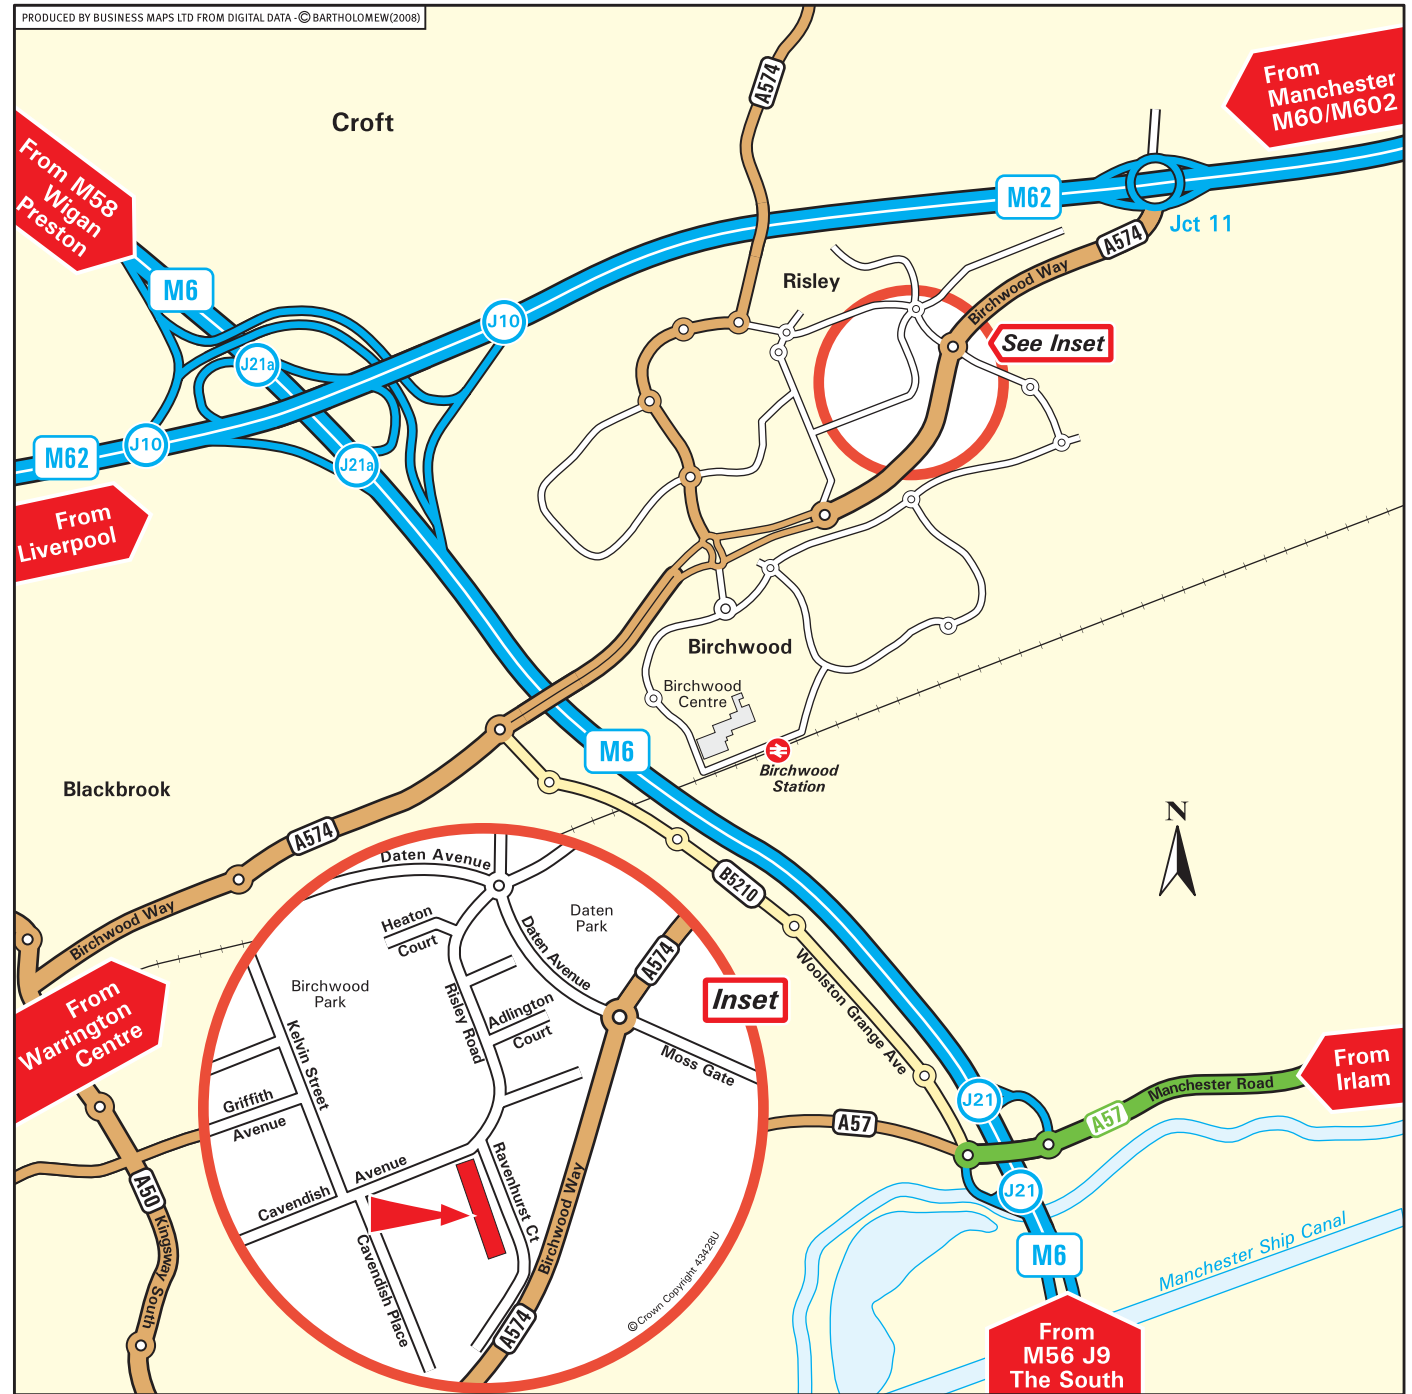 PRODUCED BY BUSINESS MAPS LTD FROM DIGITAL DATA - © BARTHOLOMEW(2008)
A574
From
Manchester
M60/M602
Croft
From M58
Wigan
Preston
M62
Jct 11
A574
Birchwood Way
Risley
M6
J10
See Inset
J21a
J10
M62
J21a
From
Liverpool
Birchwood
Birchwood
Centre
M6
Birchwood
Station
Blackbrook
N
A574
Birchwood Way
B5210
Woolston Grange Ave
Daten Avenue
Heaton
Court
Daten Avenue
Daten
Park
A574
Inset
Birchwood
Park
Risley Road
Adlington
Court
Kelvin Street
Moss Gate
From
Warrington
Centre
Griffith
Avenue
From
Irlam
Manchester Road
A57
J21
A57
Avenue
Cavendish
Ravenhurst Ct
Birchwood Way
Cavendish Place
A574
© Crown Copyright 43428U
A50
Kingsway South
J21
M6
Manchester Ship Canal
From
M56 J9
The South